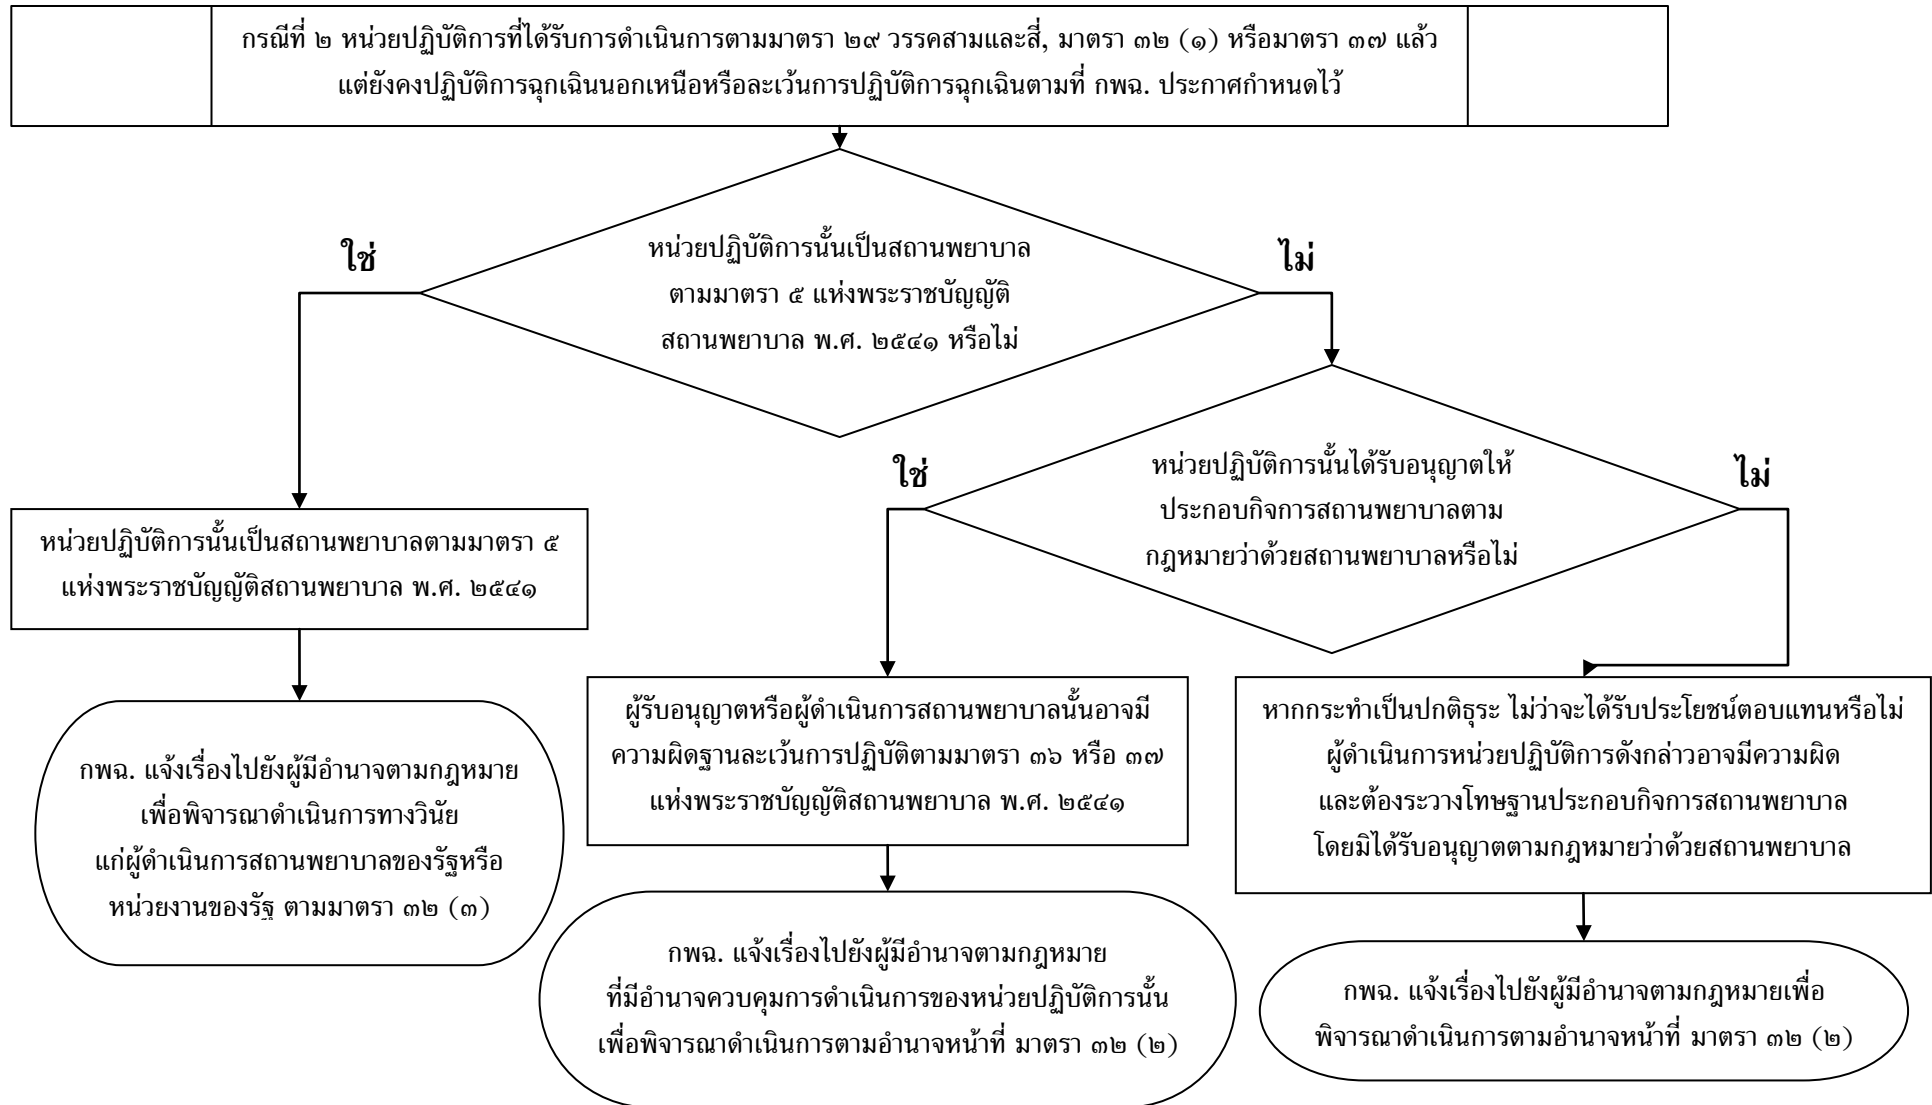 กรณีที่ ๒ หน่วยปฏิบัติการที่ได้รับการดำเนินการตามมาตรา ๒๙ วรรคสามและสี่, มาตรา ๓๒ (๑) หรือมาตรา ๓๗ แล้ว
แต่ยังคงปฏิบัติการฉุกเฉินนอกเหนือหรือละเว้นการปฏิบัติการฉุกเฉินตามที่ กพฉ. ประกาศกำหนดไว้
หน่วยปฏิบัติการนั้นเป็นสถานพยาบาล
ตามมาตรา ๕ แห่งพระราชบัญญัติ
สถานพยาบาล พ.ศ. ๒๕๔๑ หรือไม่
ใช่
ไม่
หน่วยปฏิบัติการนั้นได้รับอนุญาตให้
ประกอบกิจการสถานพยาบาลตาม
กฎหมายว่าด้วยสถานพยาบาลหรือไม่
ใช่
ไม่
หน่วยปฏิบัติการนั้นเป็นสถานพยาบาลตามมาตรา ๕
แห่งพระราชบัญญัติสถานพยาบาล พ.ศ. ๒๕๔๑
กพฉ. แจ้งเรื่องไปยังผู้มีอำนาจตามกฎหมาย
เพื่อพิจารณาดำเนินการทางวินัย
แก่ผู้ดำเนินการสถานพยาบาลของรัฐหรือ
หน่วยงานของรัฐ ตามมาตรา ๓๒ (๓)
ผู้รับอนุญาตหรือผู้ดำเนินการสถานพยาบาลนั้นอาจมี
ความผิดฐานละเว้นการปฏิบัติตามมาตรา ๓๖ หรือ ๓๗
แห่งพระราชบัญญัติสถานพยาบาล พ.ศ. ๒๕๔๑
กพฉ. แจ้งเรื่องไปยังผู้มีอำนาจตามกฎหมาย
ที่มีอำนาจควบคุมการดำเนินการของหน่วยปฏิบัติการนั้น
เพื่อพิจารณาดำเนินการตามอำนาจหน้าที่ มาตรา ๓๒ (๒)
หากกระทำเป็นปกติธุระ ไม่ว่าจะได้รับประโยชน์ตอบแทนหรือไม่
ผู้ดำเนินการหน่วยปฏิบัติการดังกล่าวอาจมีความผิด
และต้องระวางโทษฐานประกอบกิจการสถานพยาบาล
โดยมิได้รับอนุญาตตามกฎหมายว่าด้วยสถานพยาบาล
กพฉ. แจ้งเรื่องไปยังผู้มีอำนาจตามกฎหมายเพื่อ
พิจารณาดำเนินการตามอำนาจหน้าที่ มาตรา ๓๒ (๒)